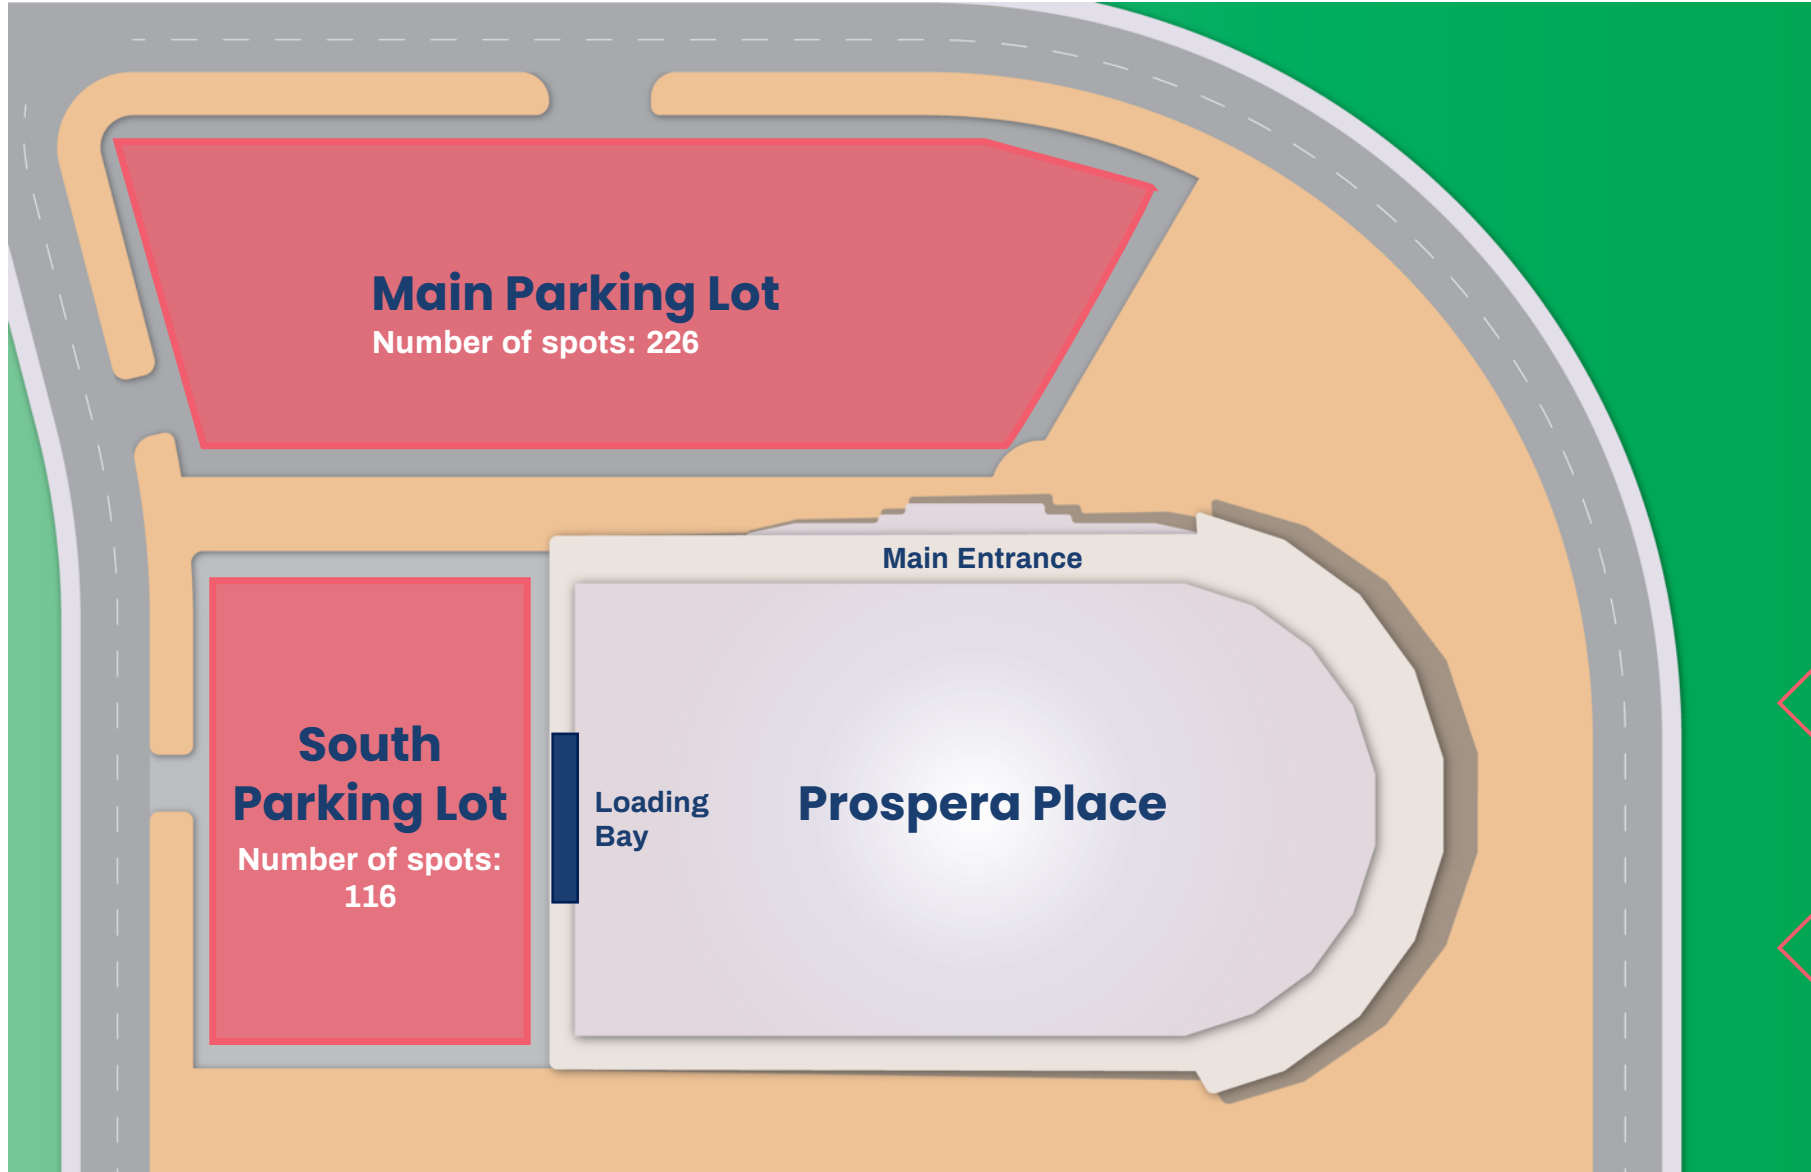 Main Parking Lot
Number of spots: 226
Main Entrance
South
Parking Lot
Number of spots:
116
Loading
Bay
Prospera Place